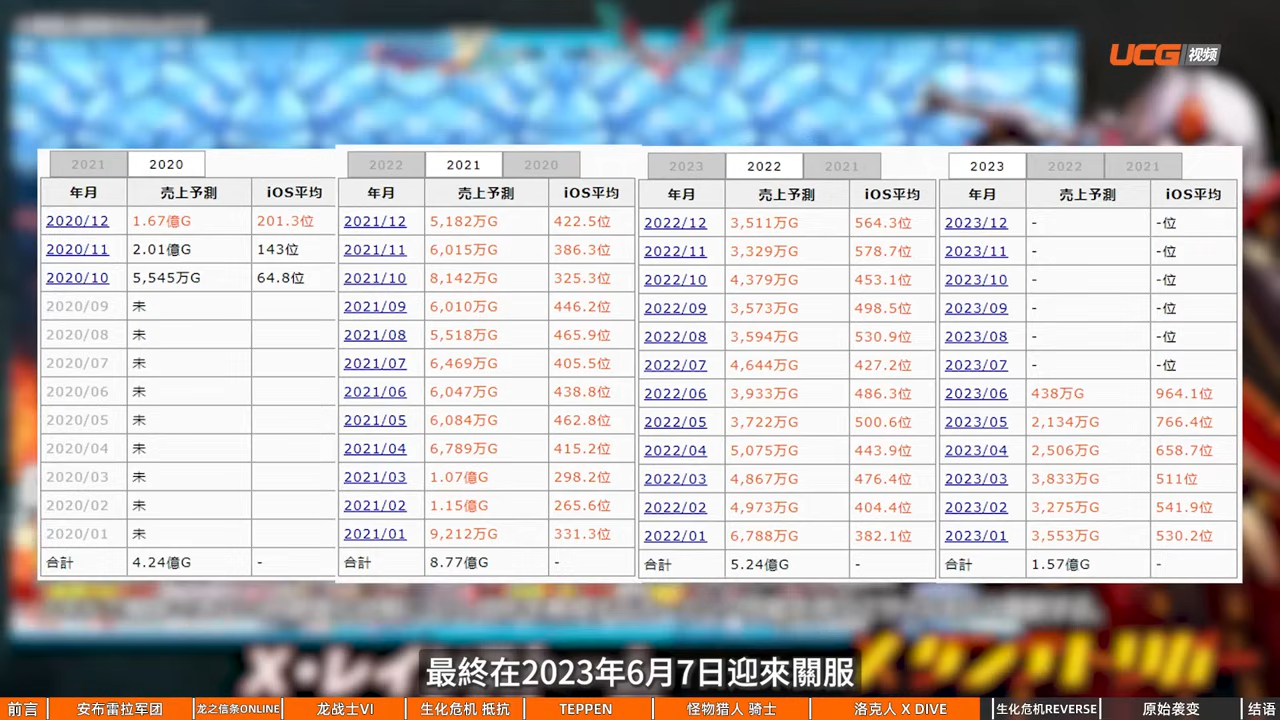 UCG视频
2021 2020
年月 売上予測 iOS平均
2020/12 1.67億G 201.3位
2020/11 2.01億G 143位
2020/10 5,545万G 64.8位
2020/09 未
2020/08 未
2020/07 未
2020/06 未
2020/05 未
2020/04 未
2020/03 未
2020/02 未
2020/01 未
合計 4.24億G -
2022 2021 2020
年月 売上予測 iOS平均
2021/12 5,182万G 422.5位
2021/11 6,015万G 386.3位
2021/10 8,142万G 325.3位
2021/09 6,010万G 446.2位
2021/08 5,518万G 465.9位
2021/07 6,469万G 405.5位
2021/06 6,047万G 438.8位
2021/05 6,084万G 462.8位
2021/04 6,789万G 415.2位
2021/03 1.07億G 298.2位
2021/02 1.15億G 265.6位
2021/01 9,212万G 331.3位
合計 8.77億G -
2023 2022 2021
年月 売上予測 iOS平均
2022/12 3,511万G 564.3位
2022/11 3,329万G 578.7位
2022/10 4,379万G 453.1位
2022/09 3,573万G 498.5位
2022/08 3,594万G 530.9位
2022/07 4,644万G 427.2位
2022/06 3,933万G 486.3位
2022/05 3,722万G 500.6位
2022/04 5,075万G 443.9位
2022/03 4,867万G 476.4位
2022/02 4,973万G 404.4位
2022/01 6,788万G 382.1位
合計 5.24億G -
2023 2022 2021
年月 売上予測 iOS平均
2023/12 - -位
2023/11 - -位
2023/10 - -位
2023/09 - -位
2023/08 - -位
2023/07 - -位
2023/06 438万G 964.1位
2023/05 2,134万G 766.4位
2023/04 2,506万G 658.7位
2023/03 3,833万G 511位
2023/02 3,275万G 541.9位
2023/01 3,553万G 530.2位
合計 1.57億G -
最終在2023年6月7日迎來關服
前言 安布雷拉军团 龙之信条ONLINE 龙战士VI 生化危机 抵抗 TEPPEN 怪物猎人 骑士 洛克人 X DIVE 生化危机REVERSE 原始袭变 结语